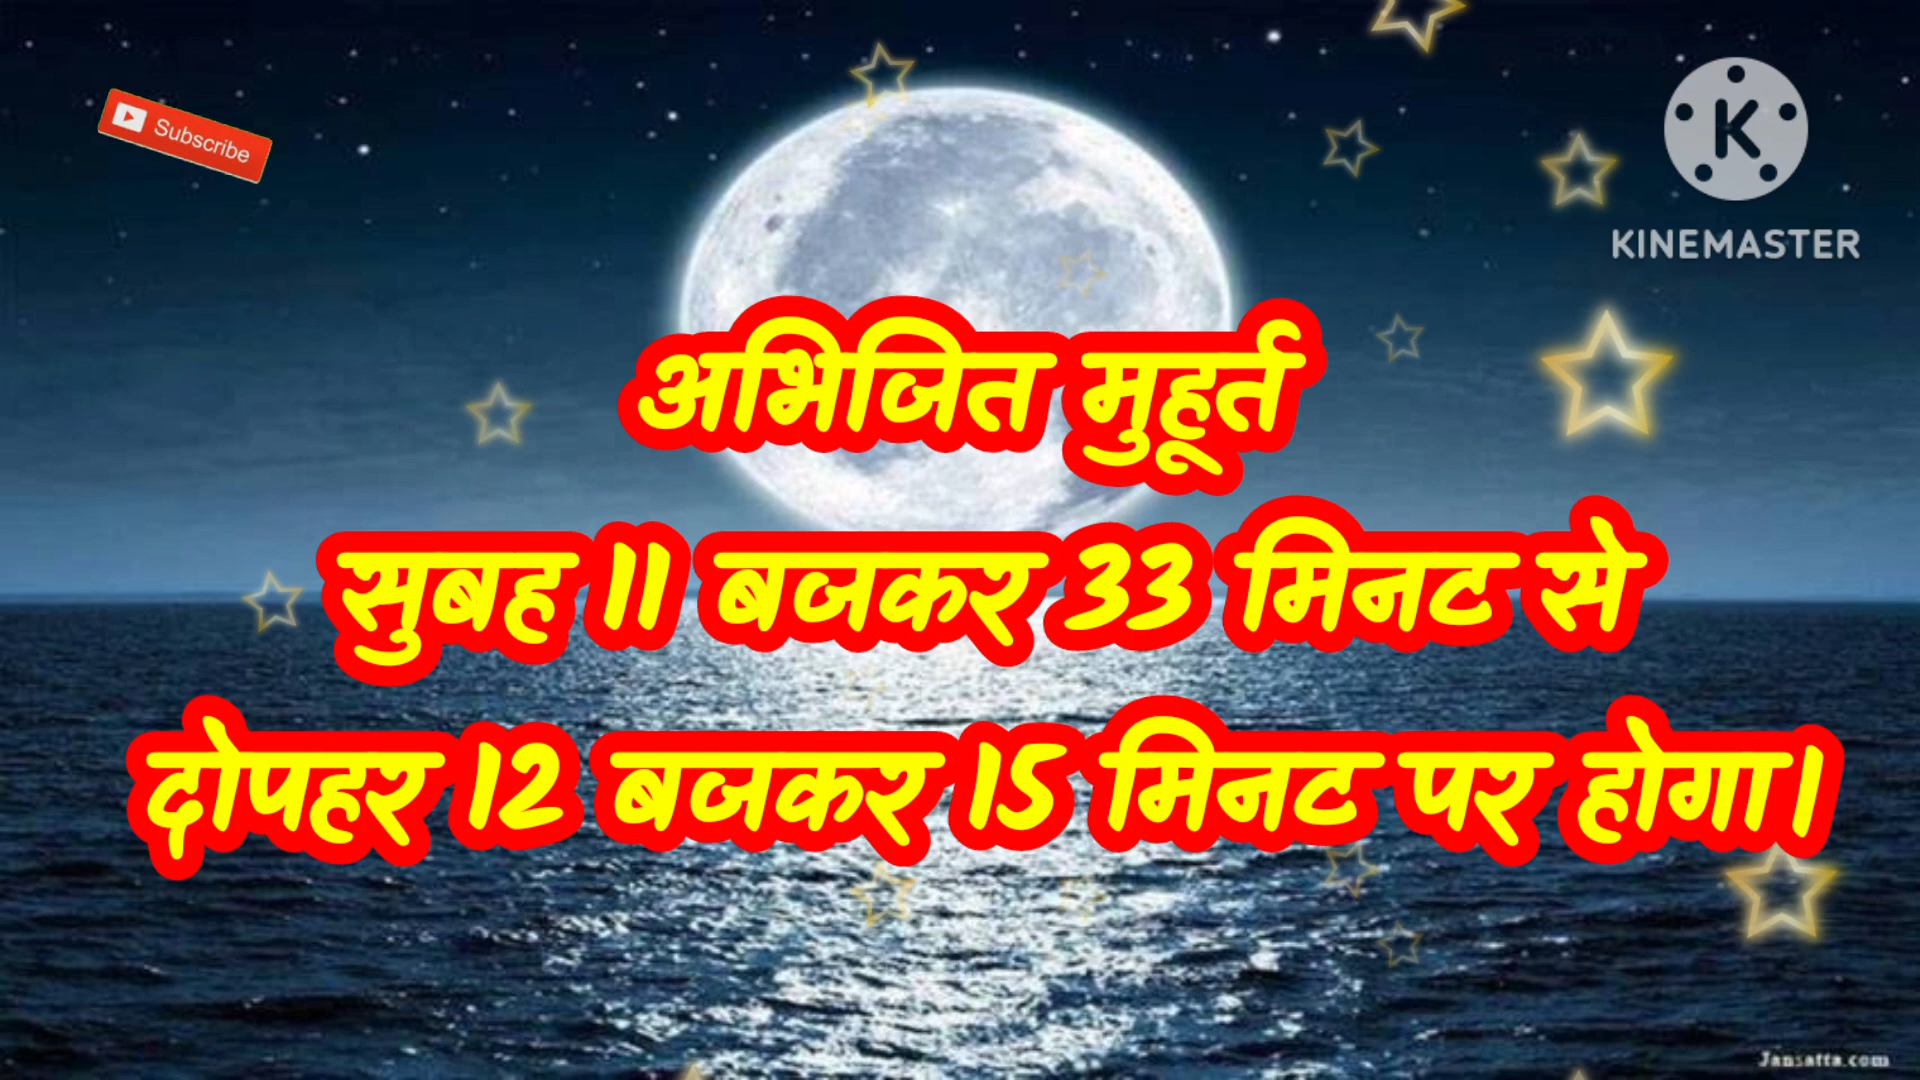 Subscribe
KINEMASTER
अभिजित मुहूर्त
सुबह 11 बजकर 33 मिनट से
दोपहर 12 बजकर 15 मिनट पर होगा।
Jansatta.com